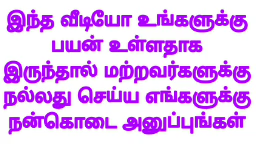 இந்த வீடியோ உங்களுக்கு
பயன் உள்ளதாக
இருந்தால் மற்றவர்களுக்கு
நல்லது செய்ய எங்களுக்கு
நன்கொடை அனுப்புங்கள்